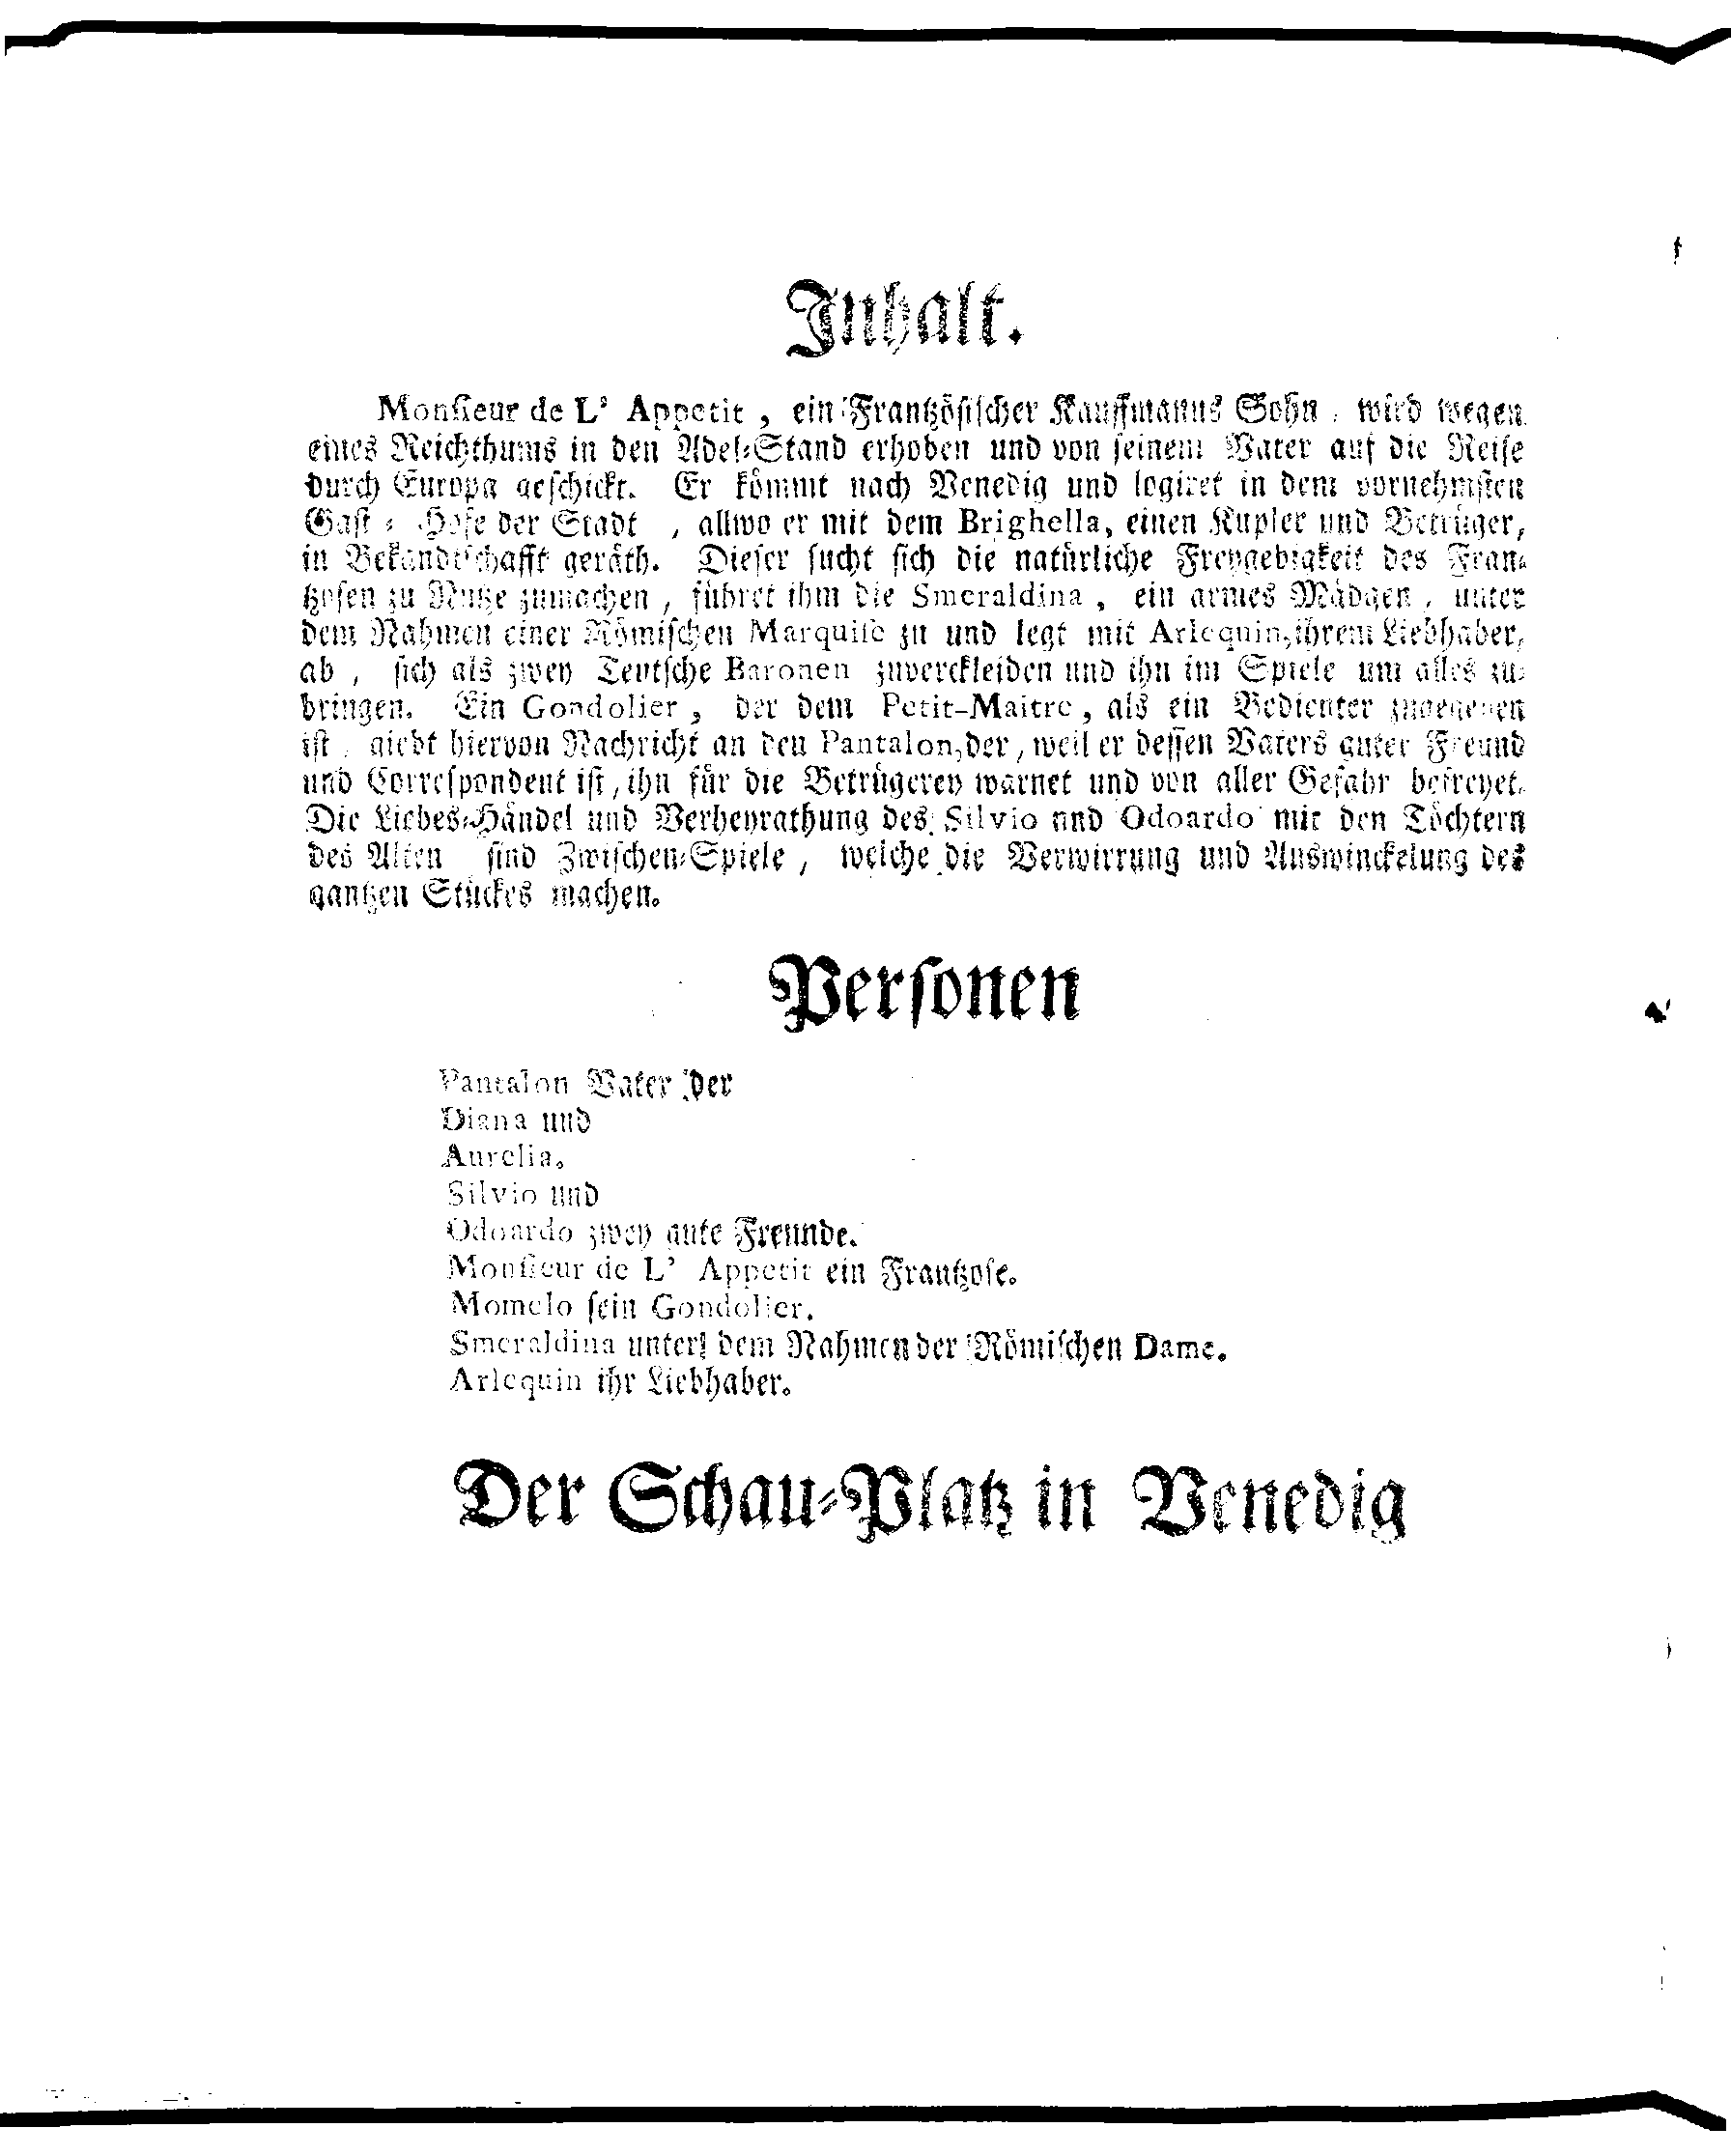 Inhalt.
Monſieur de L' Appetit, ein Frantzöſiſcher Kauffmanns Sohn, wird wegen
eines Reichthums in den Adel-Stand erhoben und von ſeinem Vater auf die Reiſe
durch Europa geſchickt. Er kömmt nach Venedig und logiret in dem vornehmſten
Gaſt-Hofe der Stadt, allwo er mit dem Brighella, einen Kupler und Betrüger,
in Bekandtſchafft geräth. Dieſer ſucht ſich die natürliche Freygebigkeit des Fran-
tzoſen zu Nutze zumachen, führet ihm die Smeraldina, ein armes Mädgen, unter
dem Nahmen einer Römiſchen Marquiſe zu und legt mit Arlequin, ihrem Liebhaber,
ab, ſich als zwey Teutſche Baronen zuverckleiden und ihn im Spiele um alles zu-
bringen. Ein Gondolier, der dem Petit-Maitre, als ein Bedienter zugegeben
iſt, giebt hiervon Nachricht an den Pantalon, der, weil er deſſen Vaters guter Freund
und Correſpondent iſt, ihn für die Betrügerey warnet und von aller Gefahr befreyet.
Die Liebes-Händel und Verheyrathung des Silvio und Odoardo mit den Töchtern
des Alten ſind Zwiſchen-Spiele, welche die Verwirrung und Auswinckelung des
gantzen Stückes machen.
Perſonen
Pantalon Vater der
Diana und
Aurelia.
Silvio und
Odoardo zwey gute Freunde.
Monſieur de L' Appetit ein Frantzoſe.
Momolo ſein Gondolier.
Smeraldina unter dem Nahmen der Römiſchen Dame.
Arlequin ihr Liebhaber.
Der Schau-Platz in Venedig